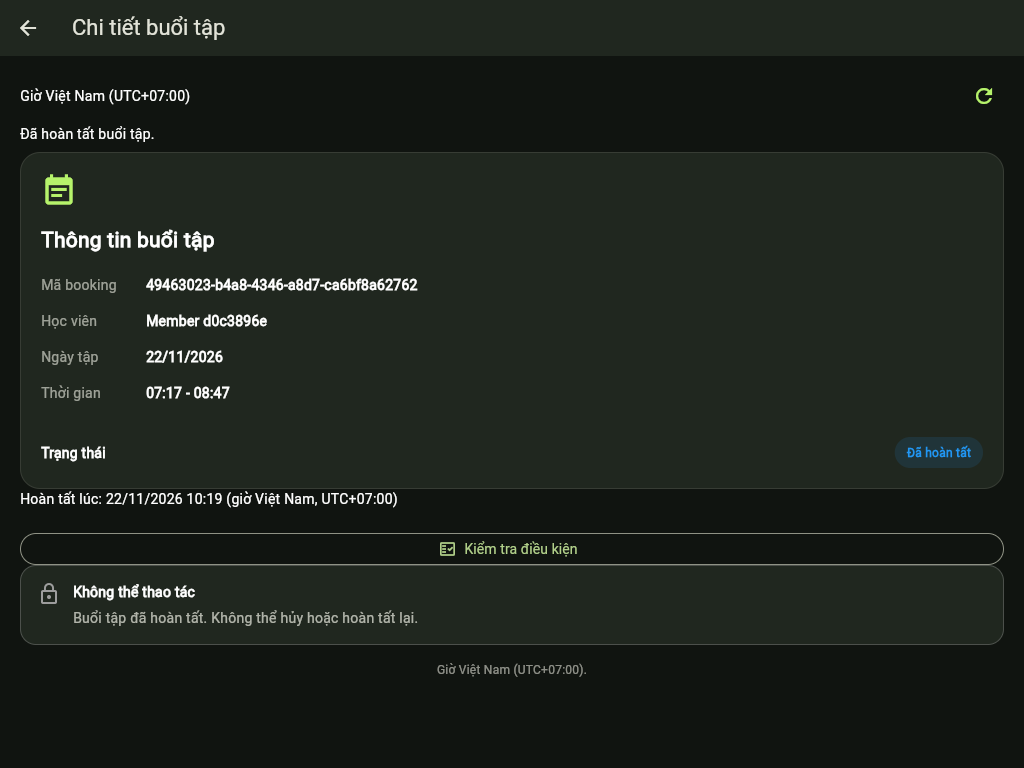 Chi tiết buổi tập
Giờ Việt Nam (UTC+07:00)
Đã hoàn tất buổi tập.
Thông tin buổi tập
Mã booking 49463023-b4a8-4346-a8d7-ca6bf8a62762
Học viên Member d0c3896e
Ngày tập 22/11/2026
Thời gian 07:17 - 08:47
Trạng thái Đã hoàn tất
Hoàn tất lúc: 22/11/2026 10:19 (giờ Việt Nam, UTC+07:00)
Kiểm tra điều kiện
Không thể thao tác
Buổi tập đã hoàn tất. Không thể hủy hoặc hoàn tất lại.
Giờ Việt Nam (UTC+07:00).